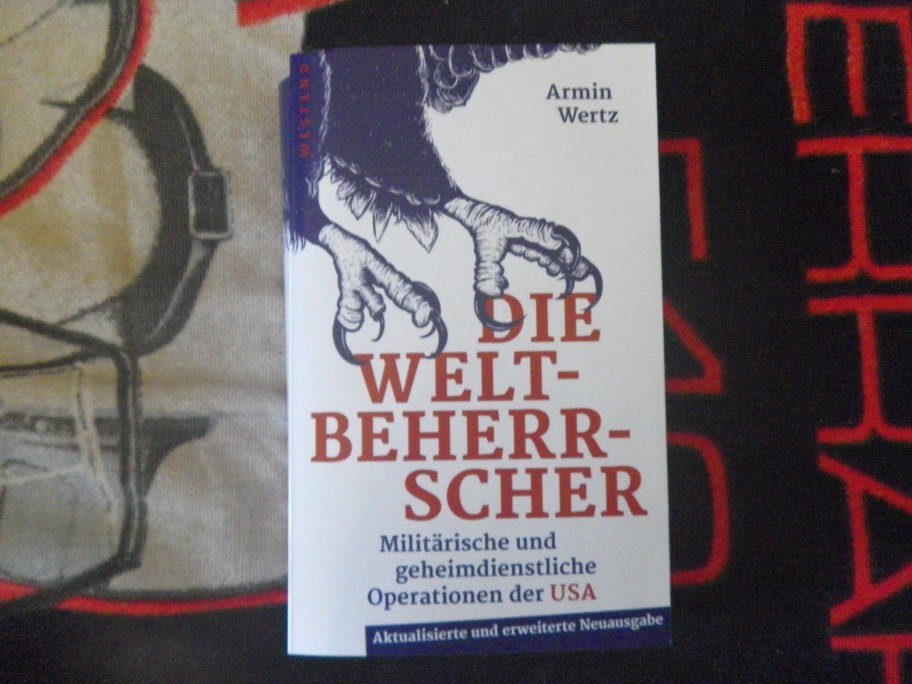 WESTEND
Armin
Wertz
DIE
WELT-
BEHERR-
SCHER
Militärische und
geheimdienstliche
Operationen der USA
Aktualisierte und erweiterte Neuausgabe